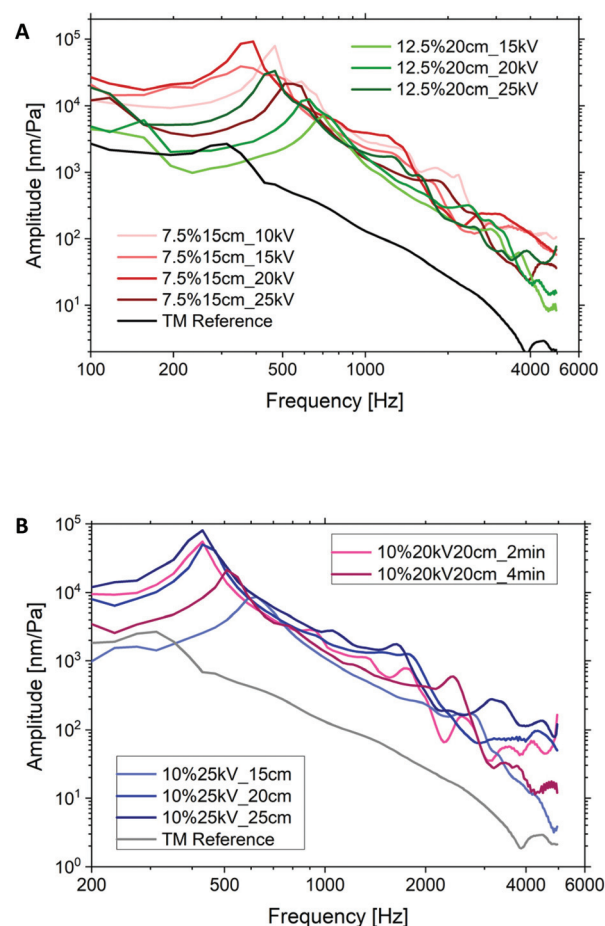 A
10^5
10^4
10^3
10^2
10^1
Amplitude [nm/Pa]
12.5%20cm_15kV
12.5%20cm_20kV
12.5%20cm_25kV
7.5%15cm_10kV
7.5%15cm_15kV
7.5%15cm_20kV
7.5%15cm_25kV
TM Reference
100 500 1000 4000 6000
Frequency [Hz]
B
10^5
10^4
10^3
10^2
10^1
10^0
Amplitude [nm/Pa]
10%20kV20cm_2min
10%20kV20cm_4min
10%25kV_15cm
10%25kV_20cm
10%25kV_25cm
TM Reference
200 500 1000 2000 4000 6000
Frequency [Hz]